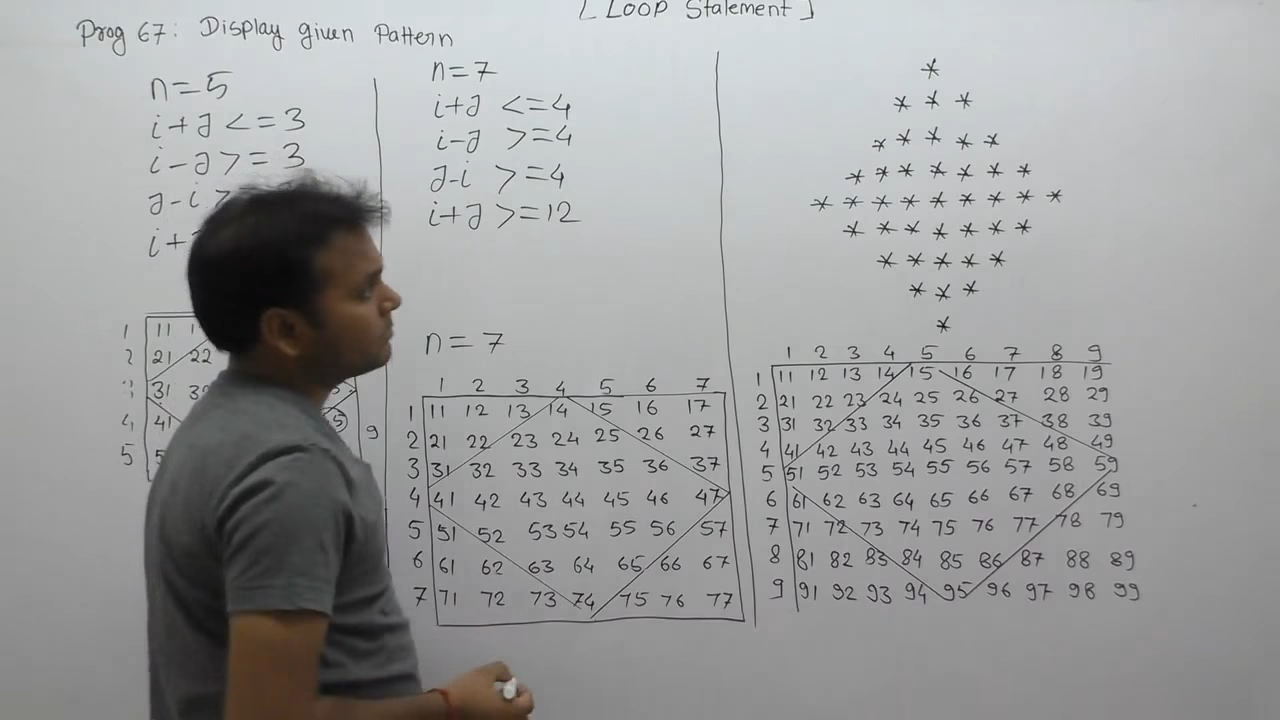 [ Loop Statement ]
Prog 67: Display given Pattern
n=5
i+J <=3
i-J >=3
J-i >
i+
1 11
2 21 22
3 31
4 41
5
9
n=7
i+J <=4
i-J >=4
J-i >=4
i+J >=12
n=7
1 2 3 4 5 6 7
1 11 12 13 14 15 16 17
2 21 22 23 24 25 26 27
3 31 32 33 34 35 36 37
4 41 42 43 44 45 46 47
5 51 52 53 54 55 56 57
6 61 62 63 64 65 66 67
7 71 72 73 74 75 76 77
*
* * *
* * * * *
* * * * * * *
* * * * * * * * *
* * * * * * *
* * * * *
* * *
*
1 2 3 4 5 6 7 8 9
1 11 12 13 14 15 16 17 18 19
2 21 22 23 24 25 26 27 28 29
3 31 32 33 34 35 36 37 38 39
4 41 42 43 44 45 46 47 48 49
5 51 52 53 54 55 56 57 58 59
6 61 62 63 64 65 66 67 68 69
7 71 72 73 74 75 76 77 78 79
8 81 82 83 84 85 86 87 88 89
9 91 92 93 94 95 96 97 98 99